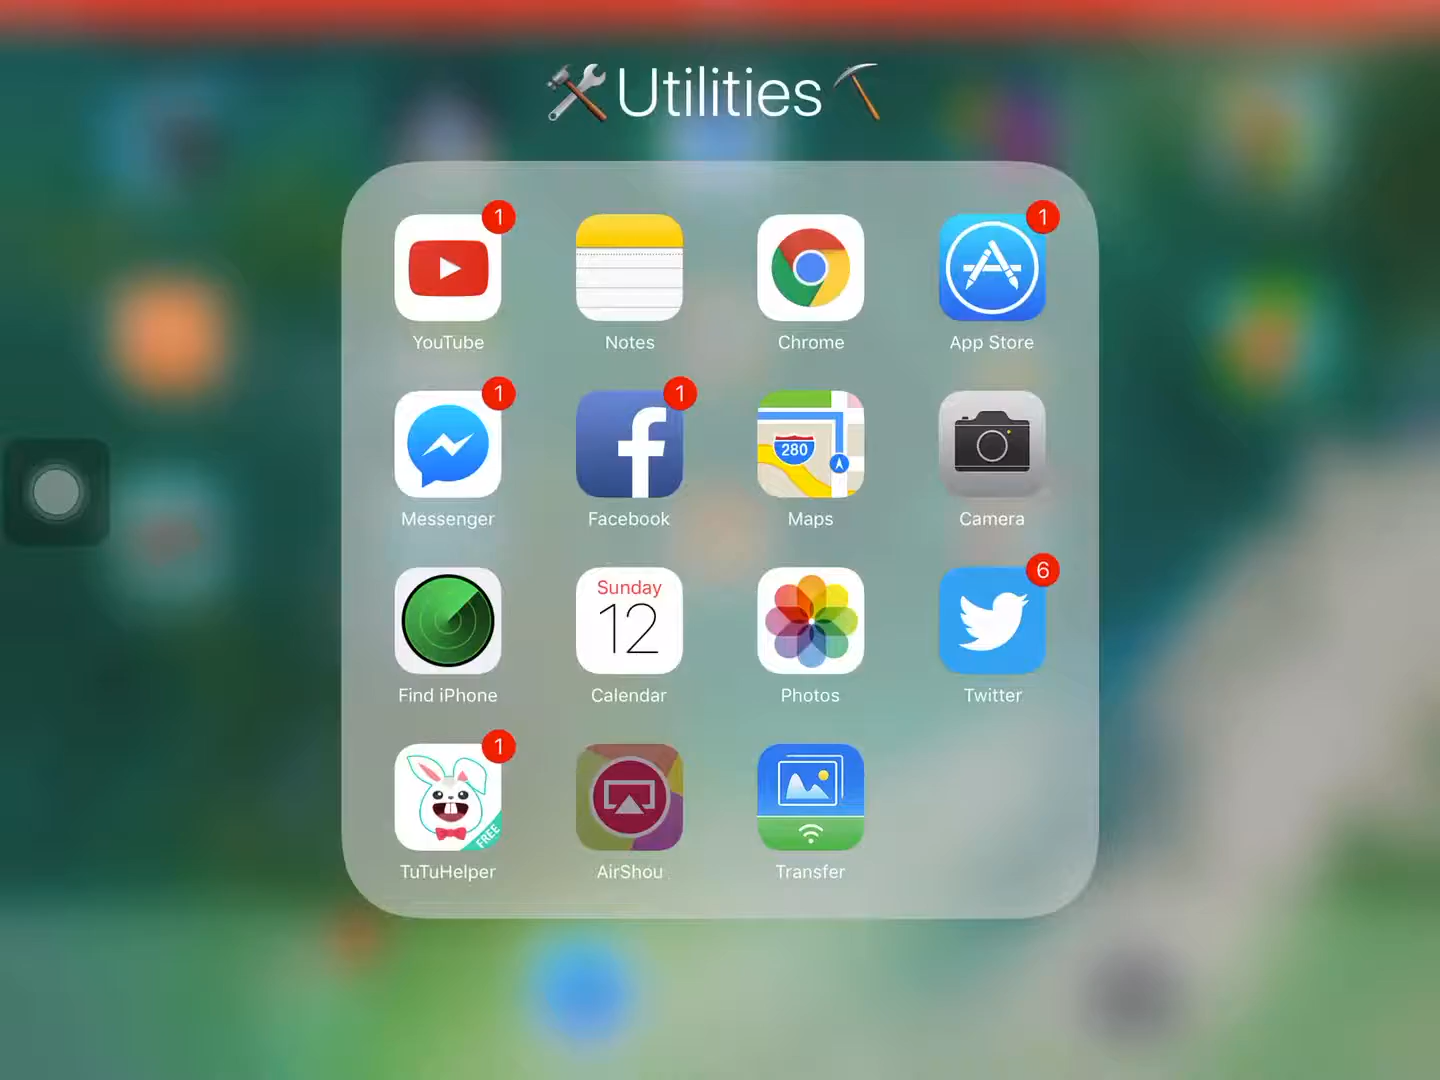 🛠Utilities⛏
1
1
YouTube
Notes
Chrome
App Store
1
1
280
Messenger
Facebook
Maps
Camera
6
Sunday
12
Find iPhone
Calendar
Photos
Twitter
1
FREE
TuTuHelper
AirShou
Transfer